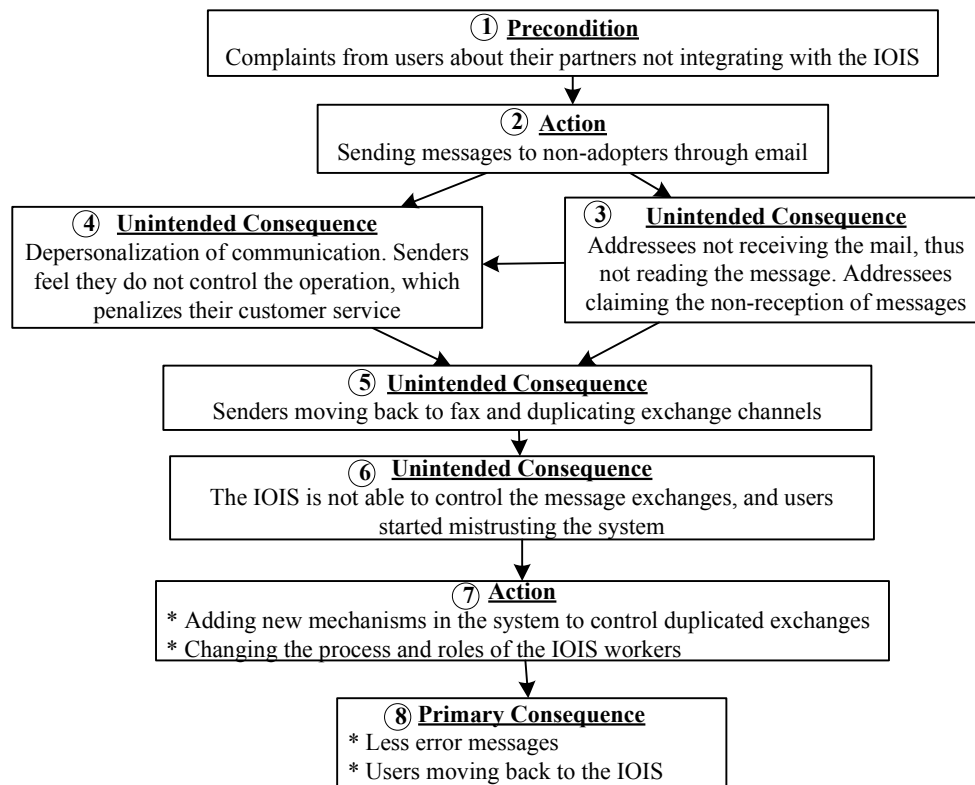 1 Precondition
Complaints from users about their partners not integrating with the IOIS
2 Action
Sending messages to non-adopters through email
4 Unintended Consequence
Depersonalization of communication. Senders
feel they do not control the operation, which
penalizes their customer service
3 Unintended Consequence
Addressees not receiving the mail, thus
not reading the message. Addressees
claiming the non-reception of messages
5 Unintended Consequence
Senders moving back to fax and duplicating exchange channels
6 Unintended Consequence
The IOIS is not able to control the message exchanges, and users
started mistrusting the system
7 Action
* Adding new mechanisms in the system to control duplicated exchanges
* Changing the process and roles of the IOIS workers
8 Primary Consequence
* Less error messages
* Users moving back to the IOIS